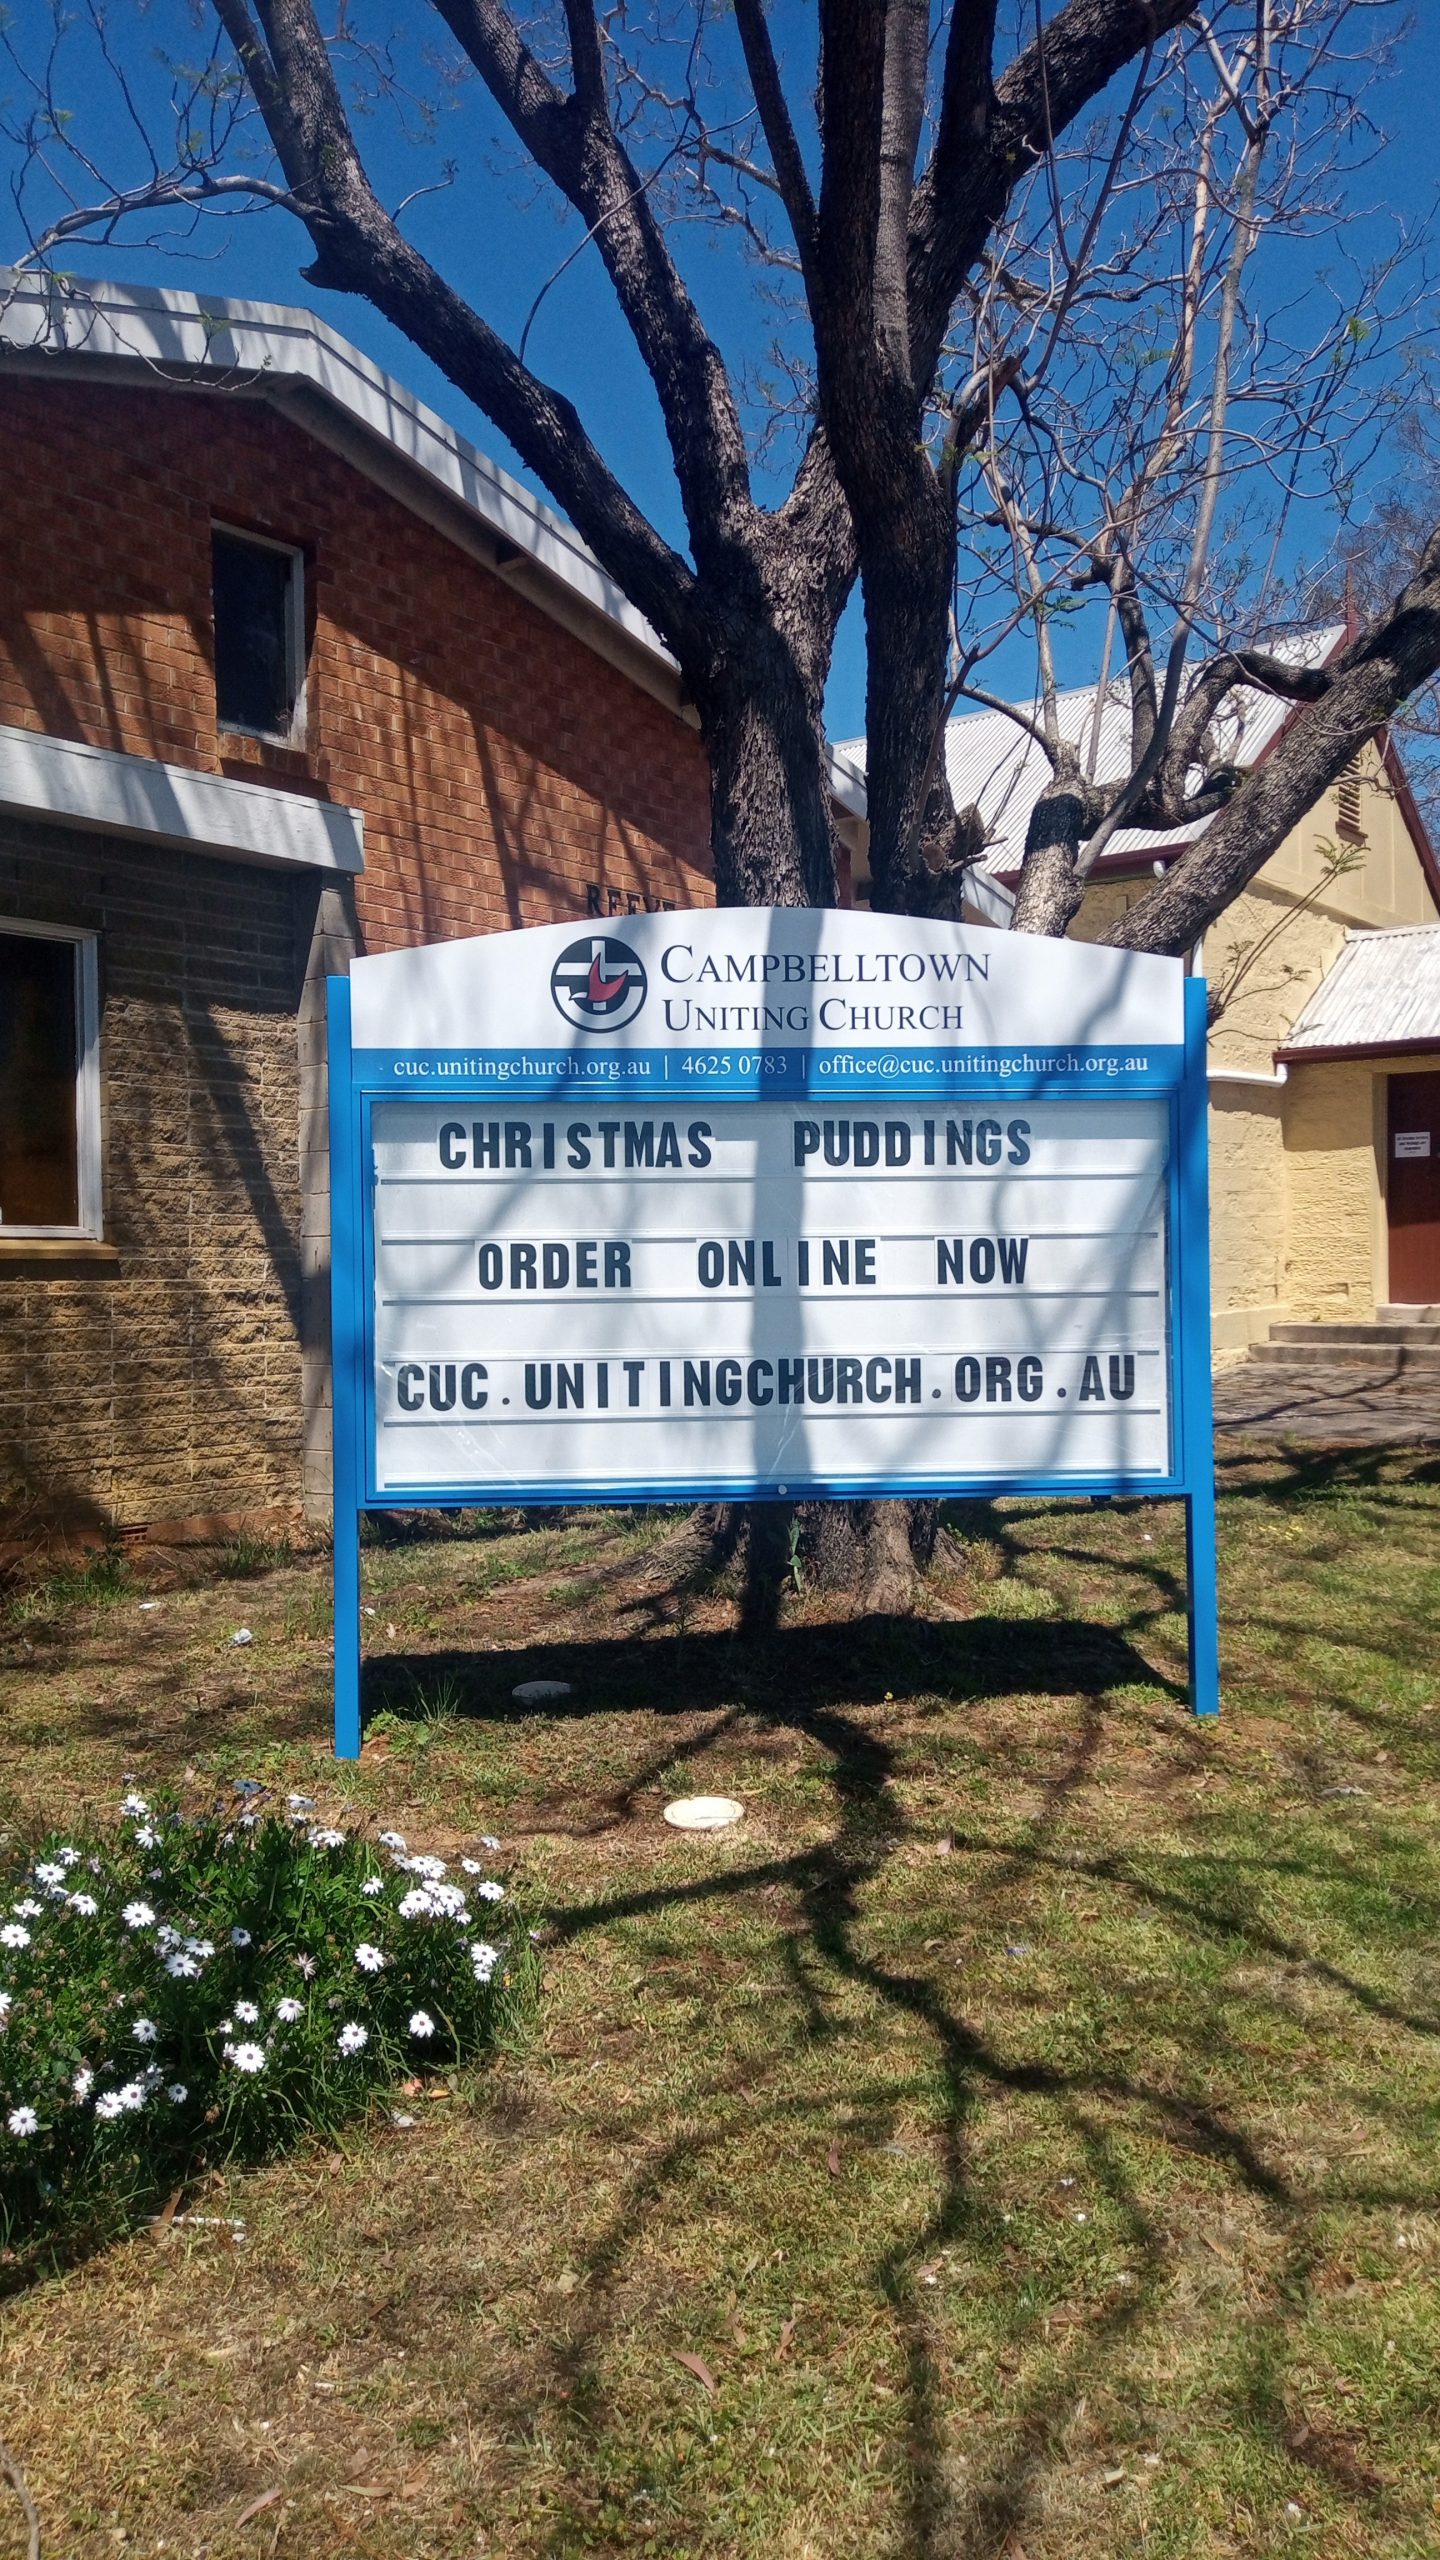 CAMPBELLTOWN
UNITING CHURCH
cuc.unitingchurch.org.au | 4625 0783 | office@cuc.unitingchurch.org.au
CHRISTMAS PUDDINGS
ORDER ONLINE NOW
CUC.UNITINGCHURCH.ORG.AU